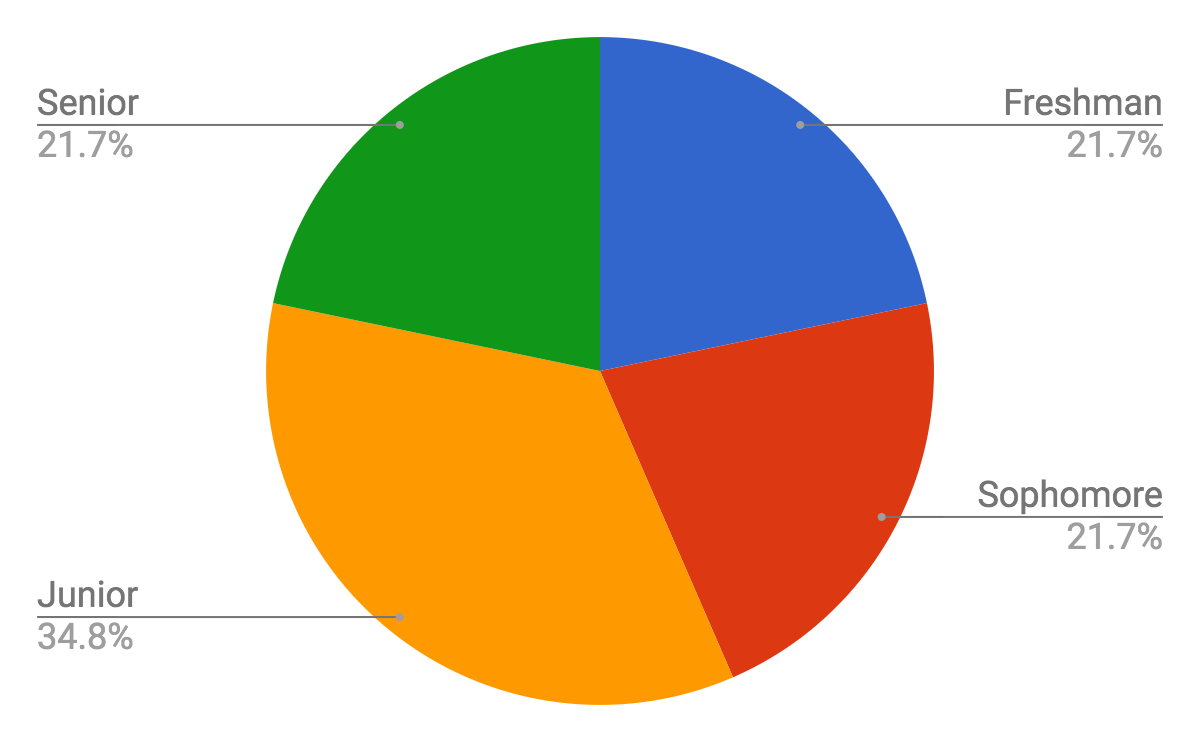 Senior
21.7%
Freshman
21.7%
Sophomore
21.7%
Junior
34.8%